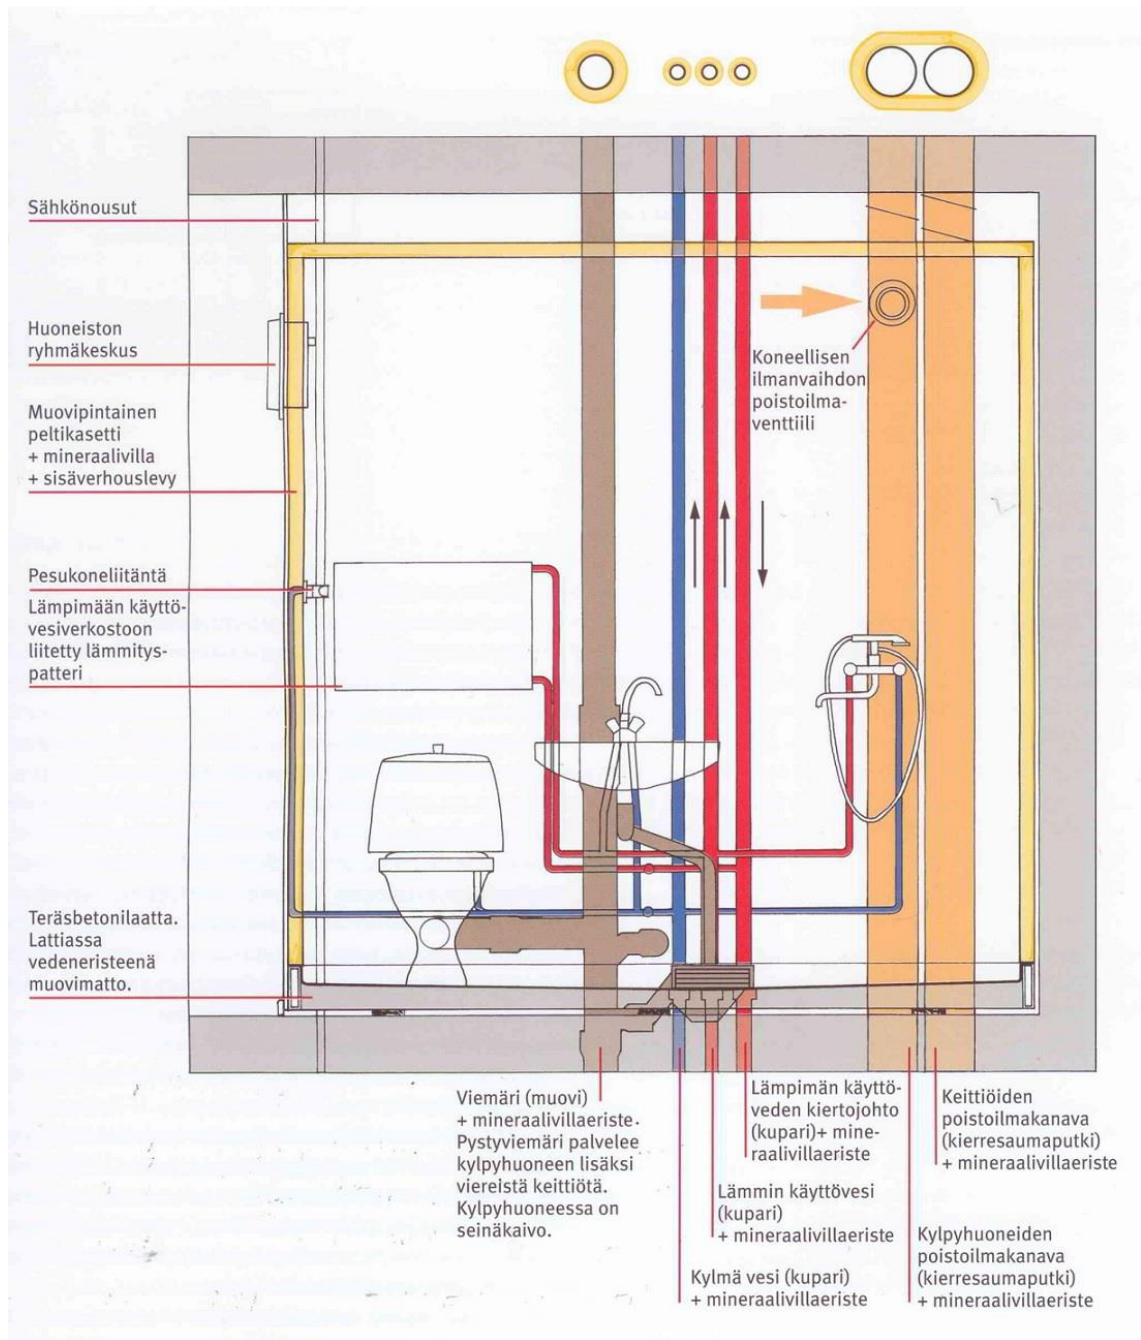 Sähkönousut
Huoneiston
ryhmäkeskus
Muovipintainen
peltikasetti
+ mineraalivilla
+ sisäverhouslevy
Pesukoneliitäntä
Lämpimään käyttö-
vesiverkostoon
liitetty lämmitys-
patteri
Teräsbetonilaatta.
Lattiassa
vedeneristeenä
muovimatto.
Koneellisen
ilmanvaihdon
poistoilma-
venttiili
Viemäri (muovi)
+ mineraalivillaeriste.
Pystyviemäri palvelee
kylpyhuoneen lisäksi
viereistä keittiötä.
Kylpyhuoneessa on
seinäkaivo.
Kylmä vesi (kupari)
+ mineraalivillaeriste
Lämmin käyttövesi
(kupari)
+ mineraalivillaeriste
Lämpimän käyttö-
veden kiertojohto
(kupari)+ mine-
raalivillaeriste
Kylpyhuoneiden
poistoilmakanava
(kierresaumaputki)
+ mineraalivillaeriste
Keittiöiden
poistoilmakanava
(kierresaumaputki)
+ mineraalivillaeriste